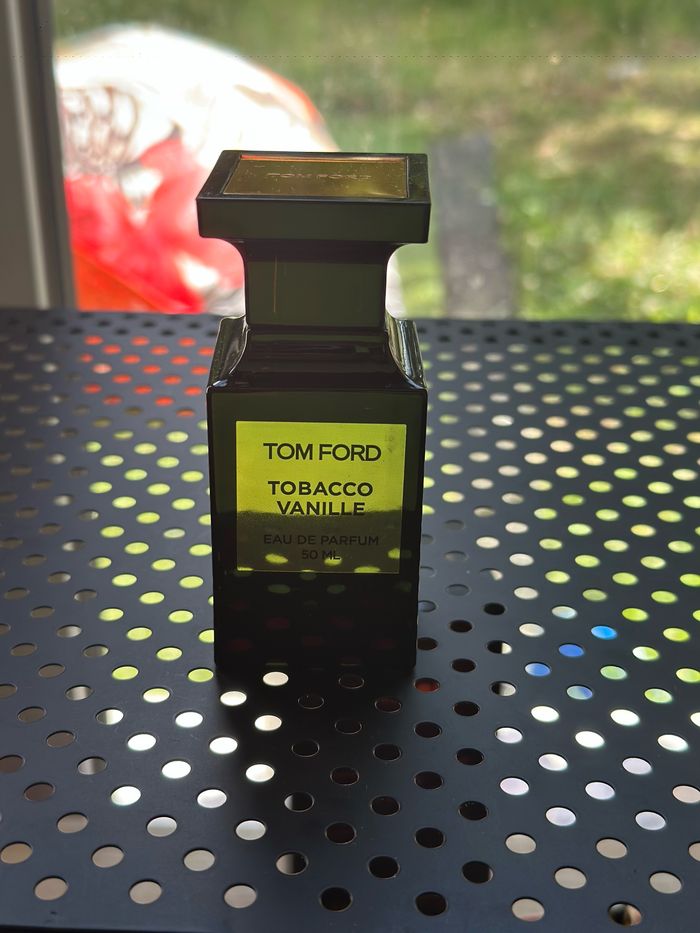 TOM FORD
TOM FORD
TOBACCO
VANILLE
EAU DE PARFUM
50 ML